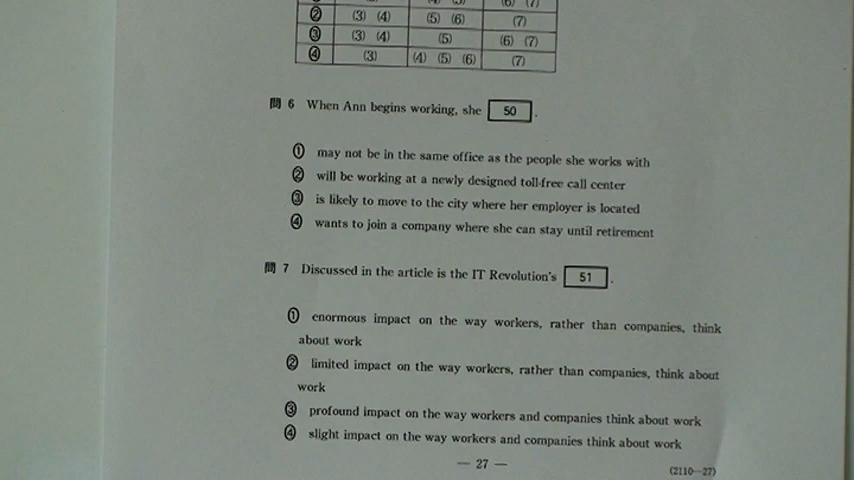 ② (3) (4) (5) (6) (7)
③ (3) (4) (5) (6) (7)
④ (3) (4) (5) (6) (7)
問 6 When Ann begins working, she 50 .
① may not be in the same office as the people she works with
② will be working at a newly designed toll-free call center
③ is likely to move to the city where her employer is located
④ wants to join a company where she can stay until retirement
問 7 Discussed in the article is the IT Revolution's 51 .
① enormous impact on the way workers, rather than companies, think
about work
② limited impact on the way workers, rather than companies, think about
work
③ profound impact on the way workers and companies think about work
④ slight impact on the way workers and companies think about work
— 27 —
(2110—27)